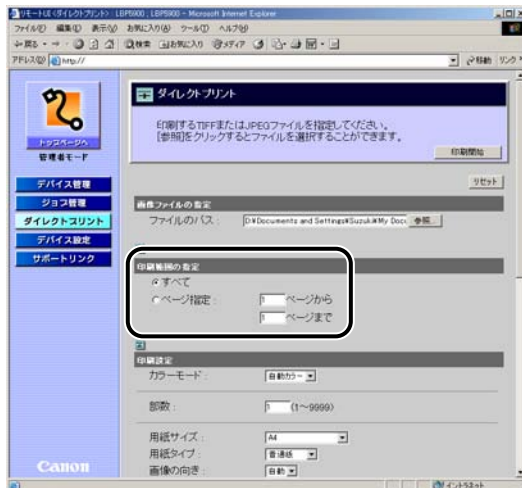 リモートUI <ダイレクトプリント> : LBP5900 ; LBP5900 - Microsoft Internet Explorer
ファイル(F) 編集(E) 表示(V) お気に入り(A) ツール(T) ヘルプ(H)
戻る 検索 お気に入り メディア
アドレス(D) http:// 移動 リンク
ダイレクトプリント
印刷するTIFFまたはJPEGファイルを指定してください。
[参照]をクリックするとファイルを選択することができます。
印刷開始
トップページへ
管理者モード
リセット
デバイス管理
ジョブ管理
ダイレクトプリント
デバイス設定
サポートリンク
画像ファイルの指定
ファイルのパス : D:¥Documents and Settings¥Suzuki¥My Doc 参照...
印刷範囲の指定
すべて
ページ指定 : 1 ページから
1 ページまで
印刷設定
カラーモード : 自動カラー
部数 : 1 (1~9999)
用紙サイズ : A4
用紙タイプ : 普通紙
画像の向き : 自動
Canon
イントラネット